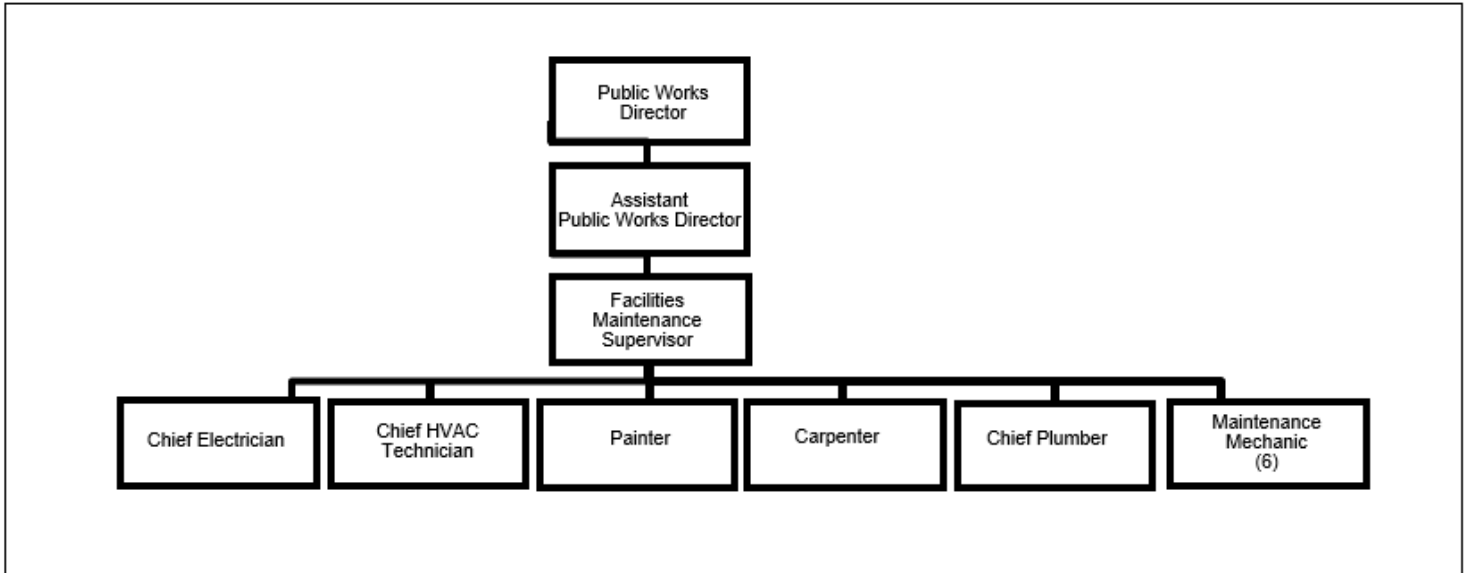 Public Works
Director
Assistant
Public Works Director
Facilities
Maintenance
Supervisor
Chief Electrician
Chief HVAC
Technician
Painter
Carpenter
Chief Plumber
Maintenance
Mechanic
(6)